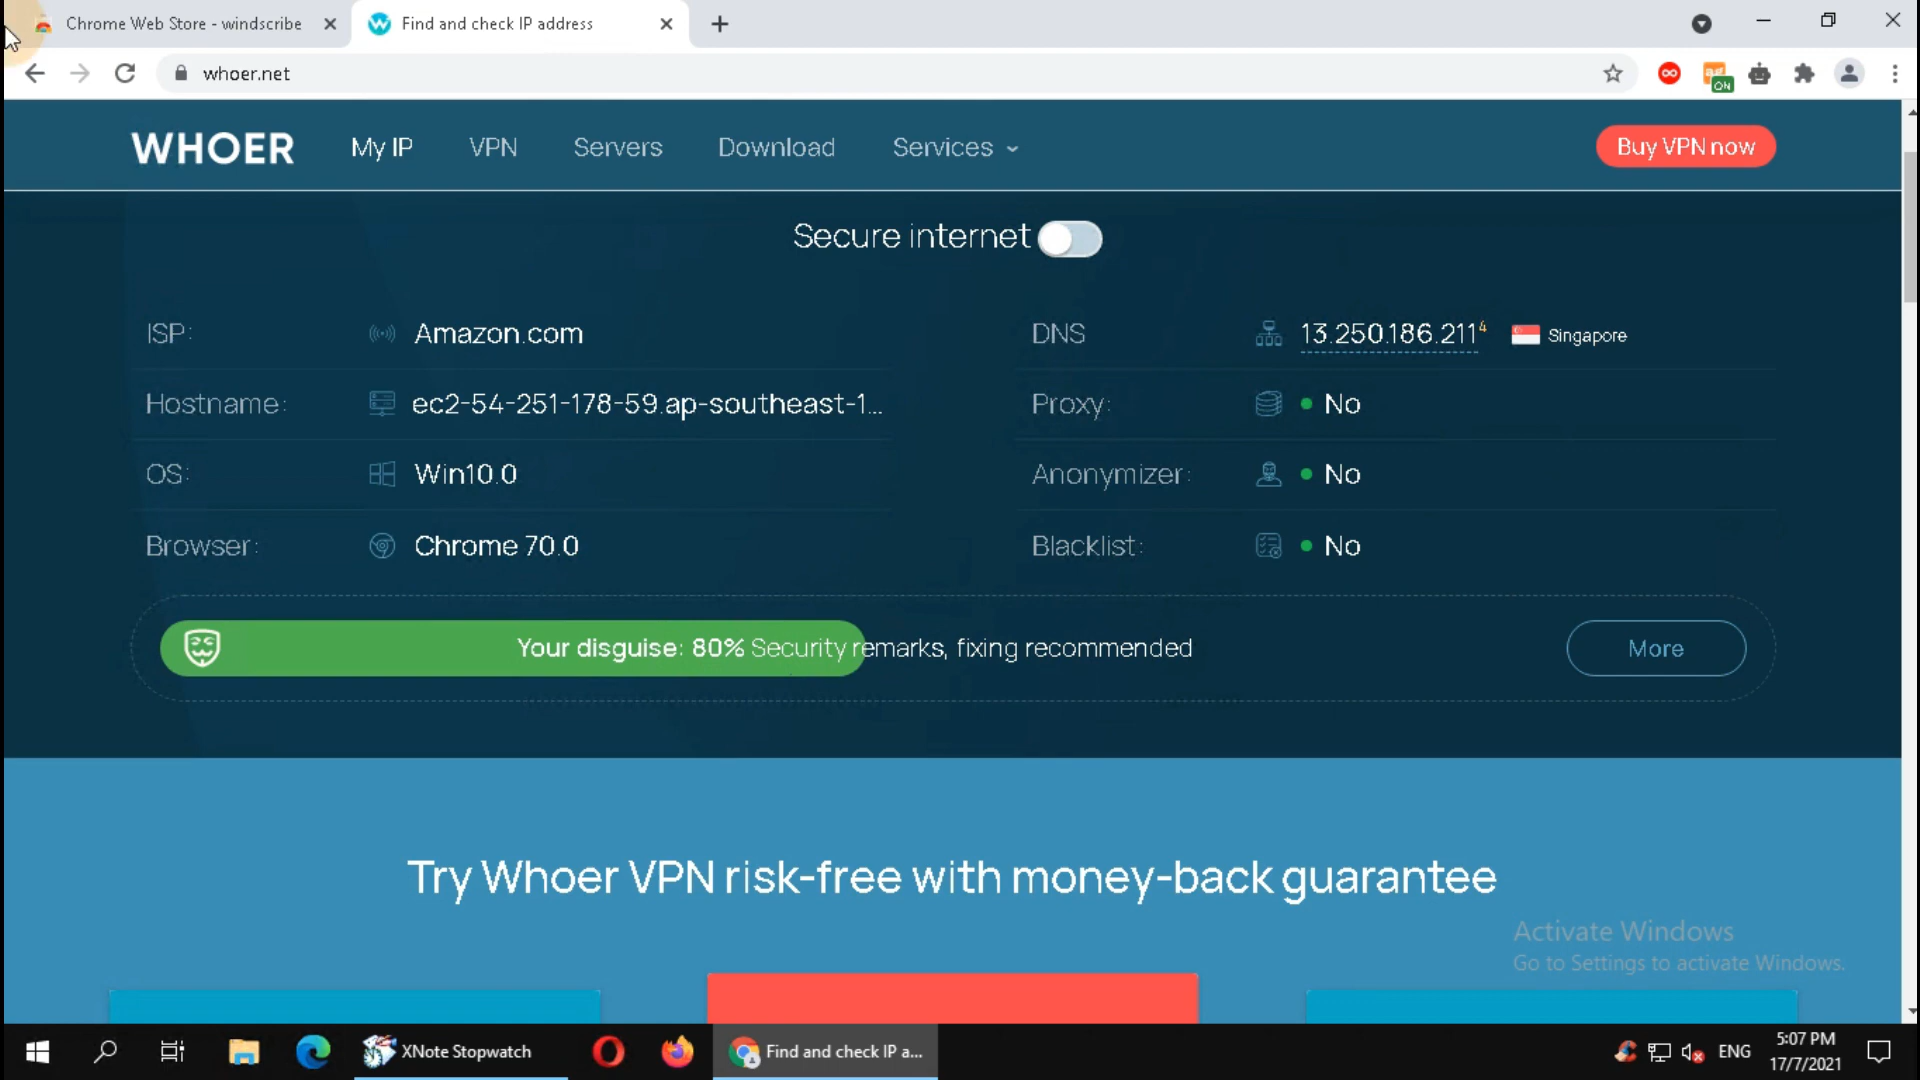 Chrome Web Store - windscribe
Find and check IP address
whoer.net
ON
WHOER My IP VPN Servers Download Services Buy VPN now
Secure internet
ISP: Amazon.com DNS 13.250.186.211⁴ Singapore
Hostname: ec2-54-251-178-59.ap-southeast-1... Proxy: No
OS: Win10.0 Anonymizer: No
Browser: Chrome 70.0 Blacklist: No
Your disguise: 80% Security remarks, fixing recommended More
Try Whoer VPN risk-free with money-back guarantee
Activate Windows
Go to Settings to activate Windows.
XNote Stopwatch
Find and check IP a...
ENG
5:07 PM
17/7/2021